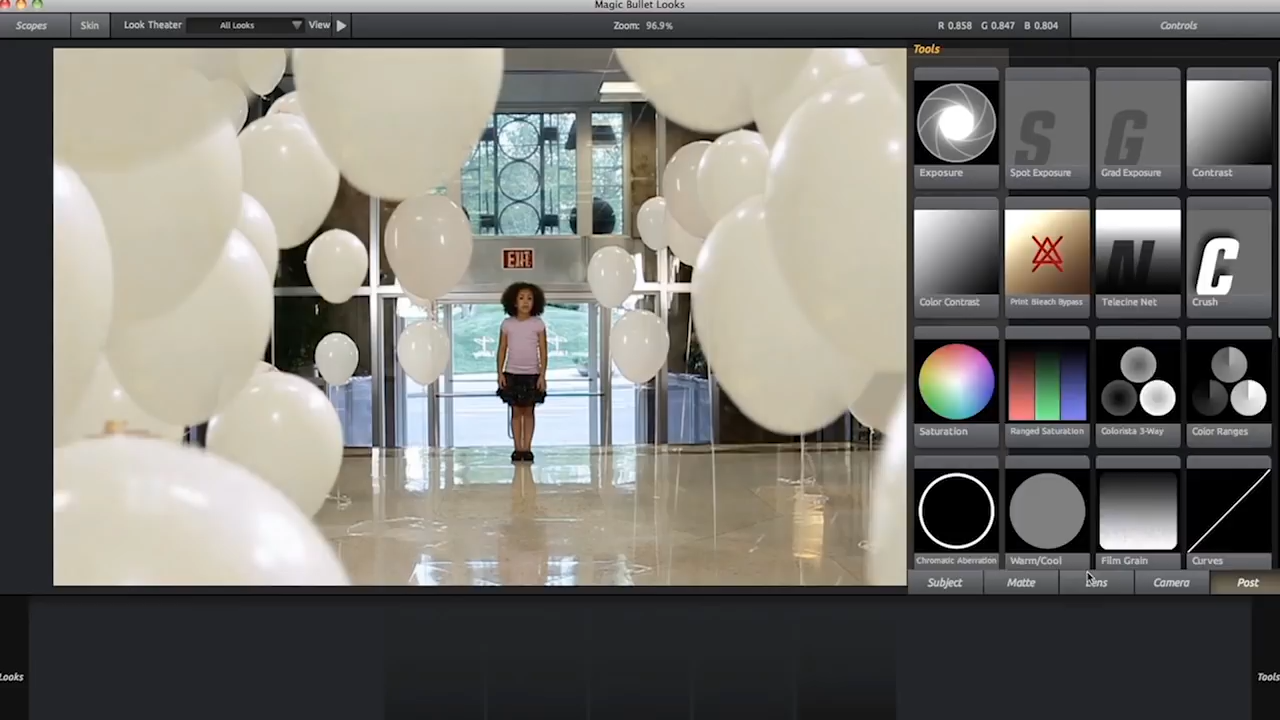 Magic Bullet Looks
Scopes Skin Look Theater All Looks View Zoom: 96.9% R 0.858 G 0.847 B 0.804 Controls
Tools
EXIT
S G
Exposure Spot Exposure Grad Exposure Contrast
N C
Color Contrast Print Bleach Bypass Telecine Net Crush
Saturation Ranged Saturation Colorista 3-Way Color Ranges
Chromatic Aberration Warm/Cool Film Grain Curves
Subject Matte Lens Camera Post
Looks Tools